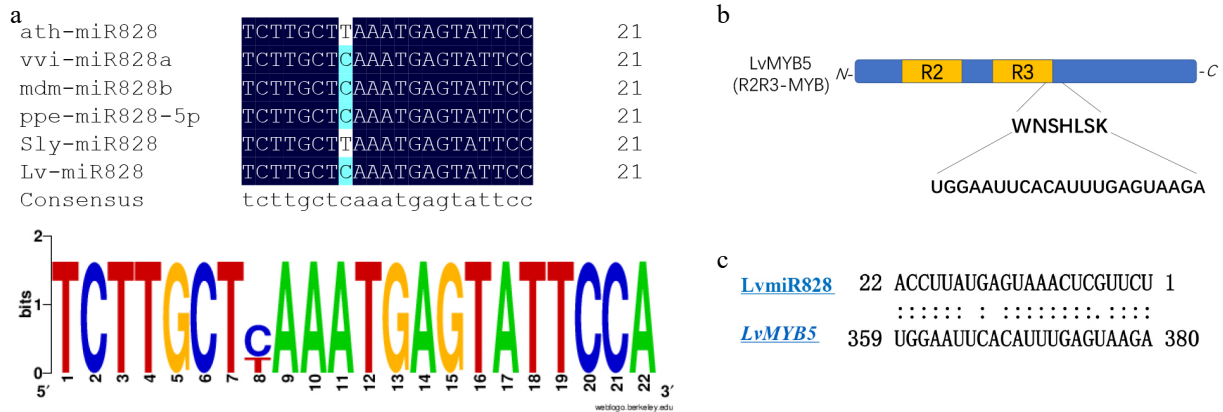 a
ath-miR828 TCTTGCTTAAATGAGTATTCC 21
vvi-miR828a TCTTGCTCAAATGAGTATTCC 21
mdm-miR828b TCTTGCTCAAATGAGTATTCC 21
ppe-miR828-5p TCTTGCTCAAATGAGTATTCC 21
Sly-miR828 TCTTGCTTAAATGAGTATTCC 21
Lv-miR828 TCTTGCTCAAATGAGTATTCC 21
Consensus tcttgctcaaatgagtattcc
2
bits
1
0
TCTTGCTCAAATGAGTATTCCA
T
5′ 1 2 3 4 5 6 7 8 9 10 11 12 13 14 15 16 17 18 19 20 21 22 3′
weblogo.berkeley.edu
b
LvMYB5
(R2R3-MYB)
N- R2 R3 -C
WNSHLSK
UGGAAUUCACAUUUGAGUAAGA
c
LvmiR828 22 ACCUUAUGAGUAAACUCGUUCU 1
:::::: : ::::::::.::::
LvMYB5 359 UGGAAUUCACAUUUGAGUAAGA 380